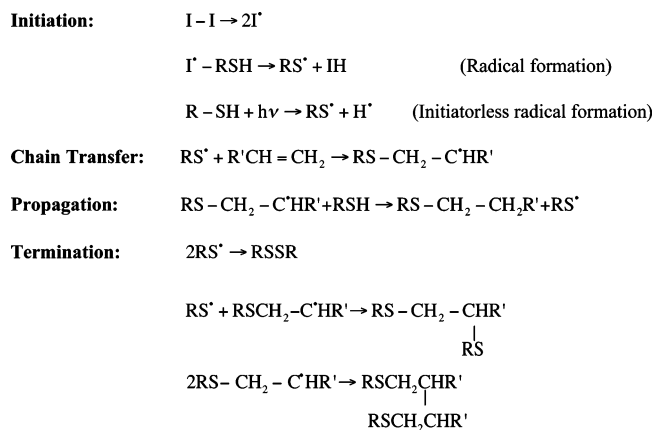 Initiation: I – I → 2I•
I• – RSH → RS• + IH (Radical formation)
R – SH + hν → RS• + H• (Initiatorless radical formation)
Chain Transfer: RS• + R'CH = CH₂ → RS – CH₂ – C•HR'
Propagation: RS – CH₂ – C•HR'+RSH → RS – CH₂ – CH₂R'+RS•
Termination: 2RS• → RSSR
RS• + RSCH₂–C•HR' → RS – CH₂ – CHR'
RS
2RS– CH₂ – C•HR' → RSCH₂CHR'
RSCH₂CHR'